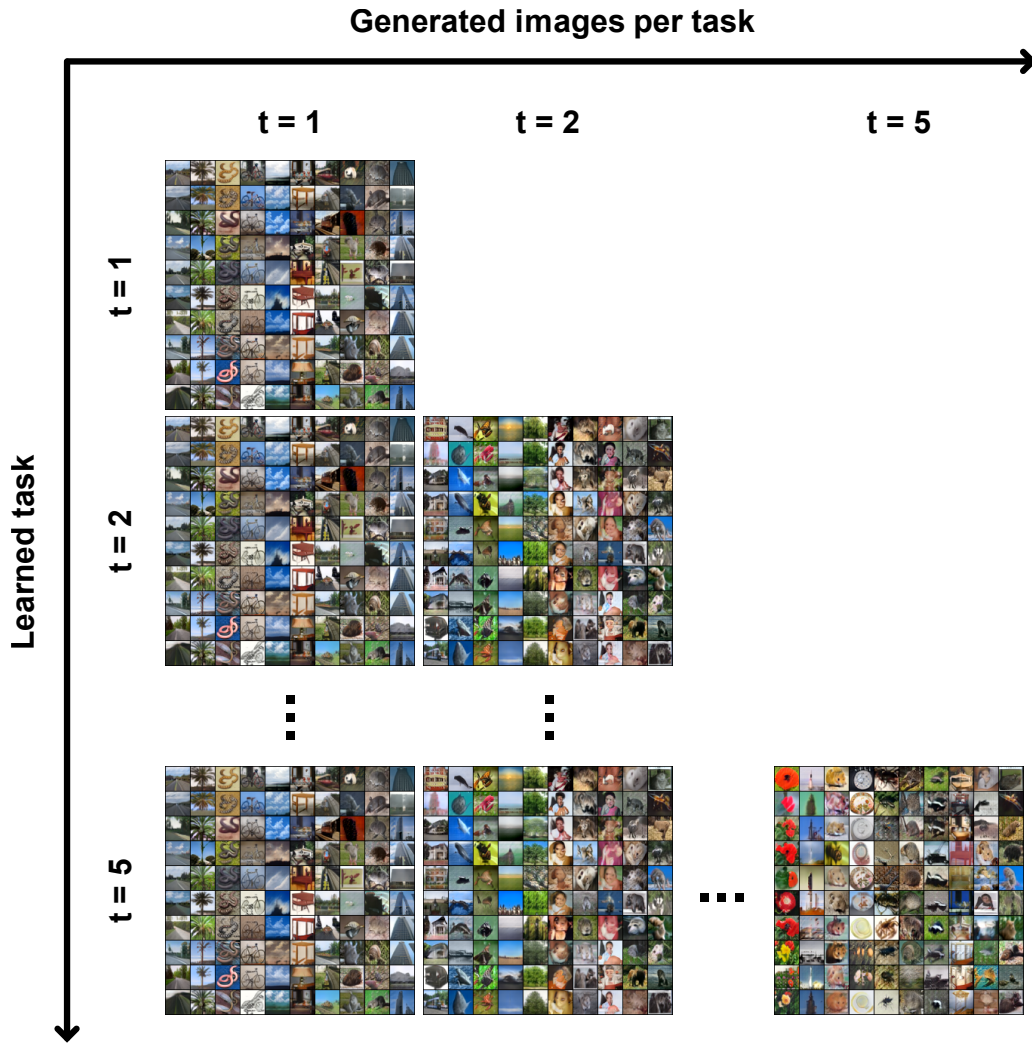 Generated images per task
t = 1
t = 2
t = 5
Learned task
t = 1
t = 2
t = 5